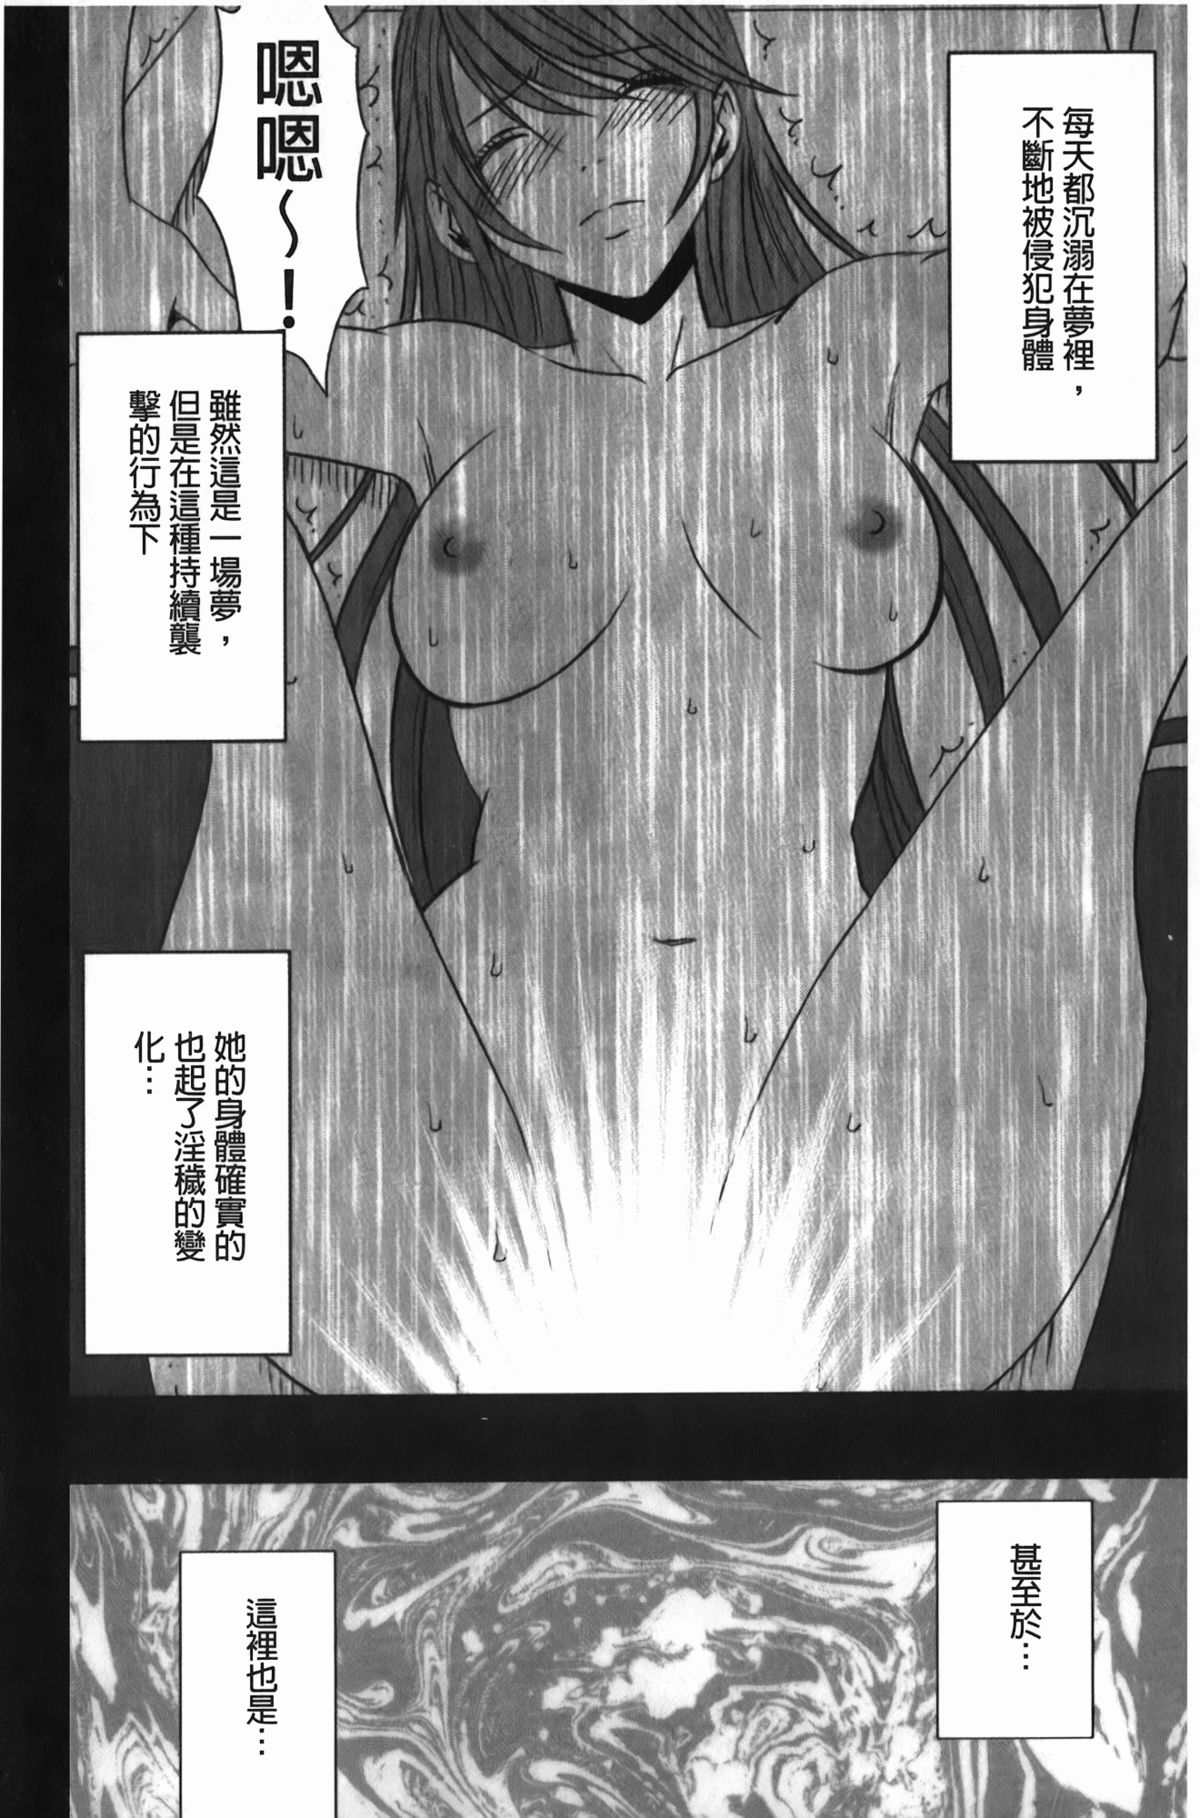 每天都沉溺在夢裡，
不斷地被侵犯身體
嗯嗯～！
雖然這是一場夢，
但是在這種持續襲
擊的行為下
她的身體確實的
也起了淫穢的變
化…
甚至於…
這裡也是…